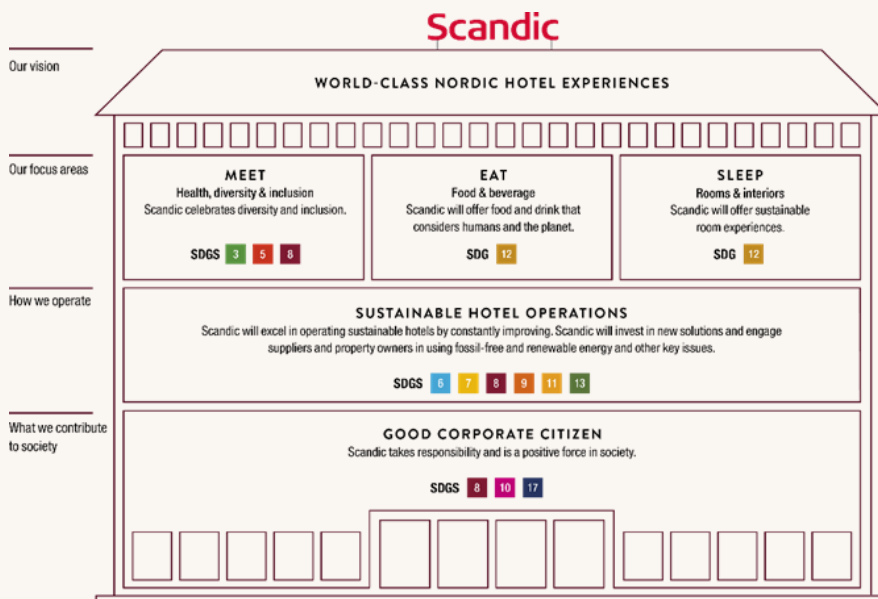 Scandic
Our vision
WORLD-CLASS NORDIC HOTEL EXPERIENCES
Our focus areas
MEET
Health, diversity & inclusion
Scandic celebrates diversity and inclusion.
SDGS 3 5 8
EAT
Food & beverage
Scandic will offer food and drink that
considers humans and the planet.
SDG 12
SLEEP
Rooms & interiors
Scandic will offer sustainable
room experiences.
SDG 12
How we operate
SUSTAINABLE HOTEL OPERATIONS
Scandic will excel in operating sustainable hotels by constantly improving. Scandic will invest in new solutions and engage
suppliers and property owners in using fossil-free and renewable energy and other key issues.
SDGS 6 7 8 9 11 13
What we contribute
to society
GOOD CORPORATE CITIZEN
Scandic takes responsibility and is a positive force in society.
SDGS 8 10 17